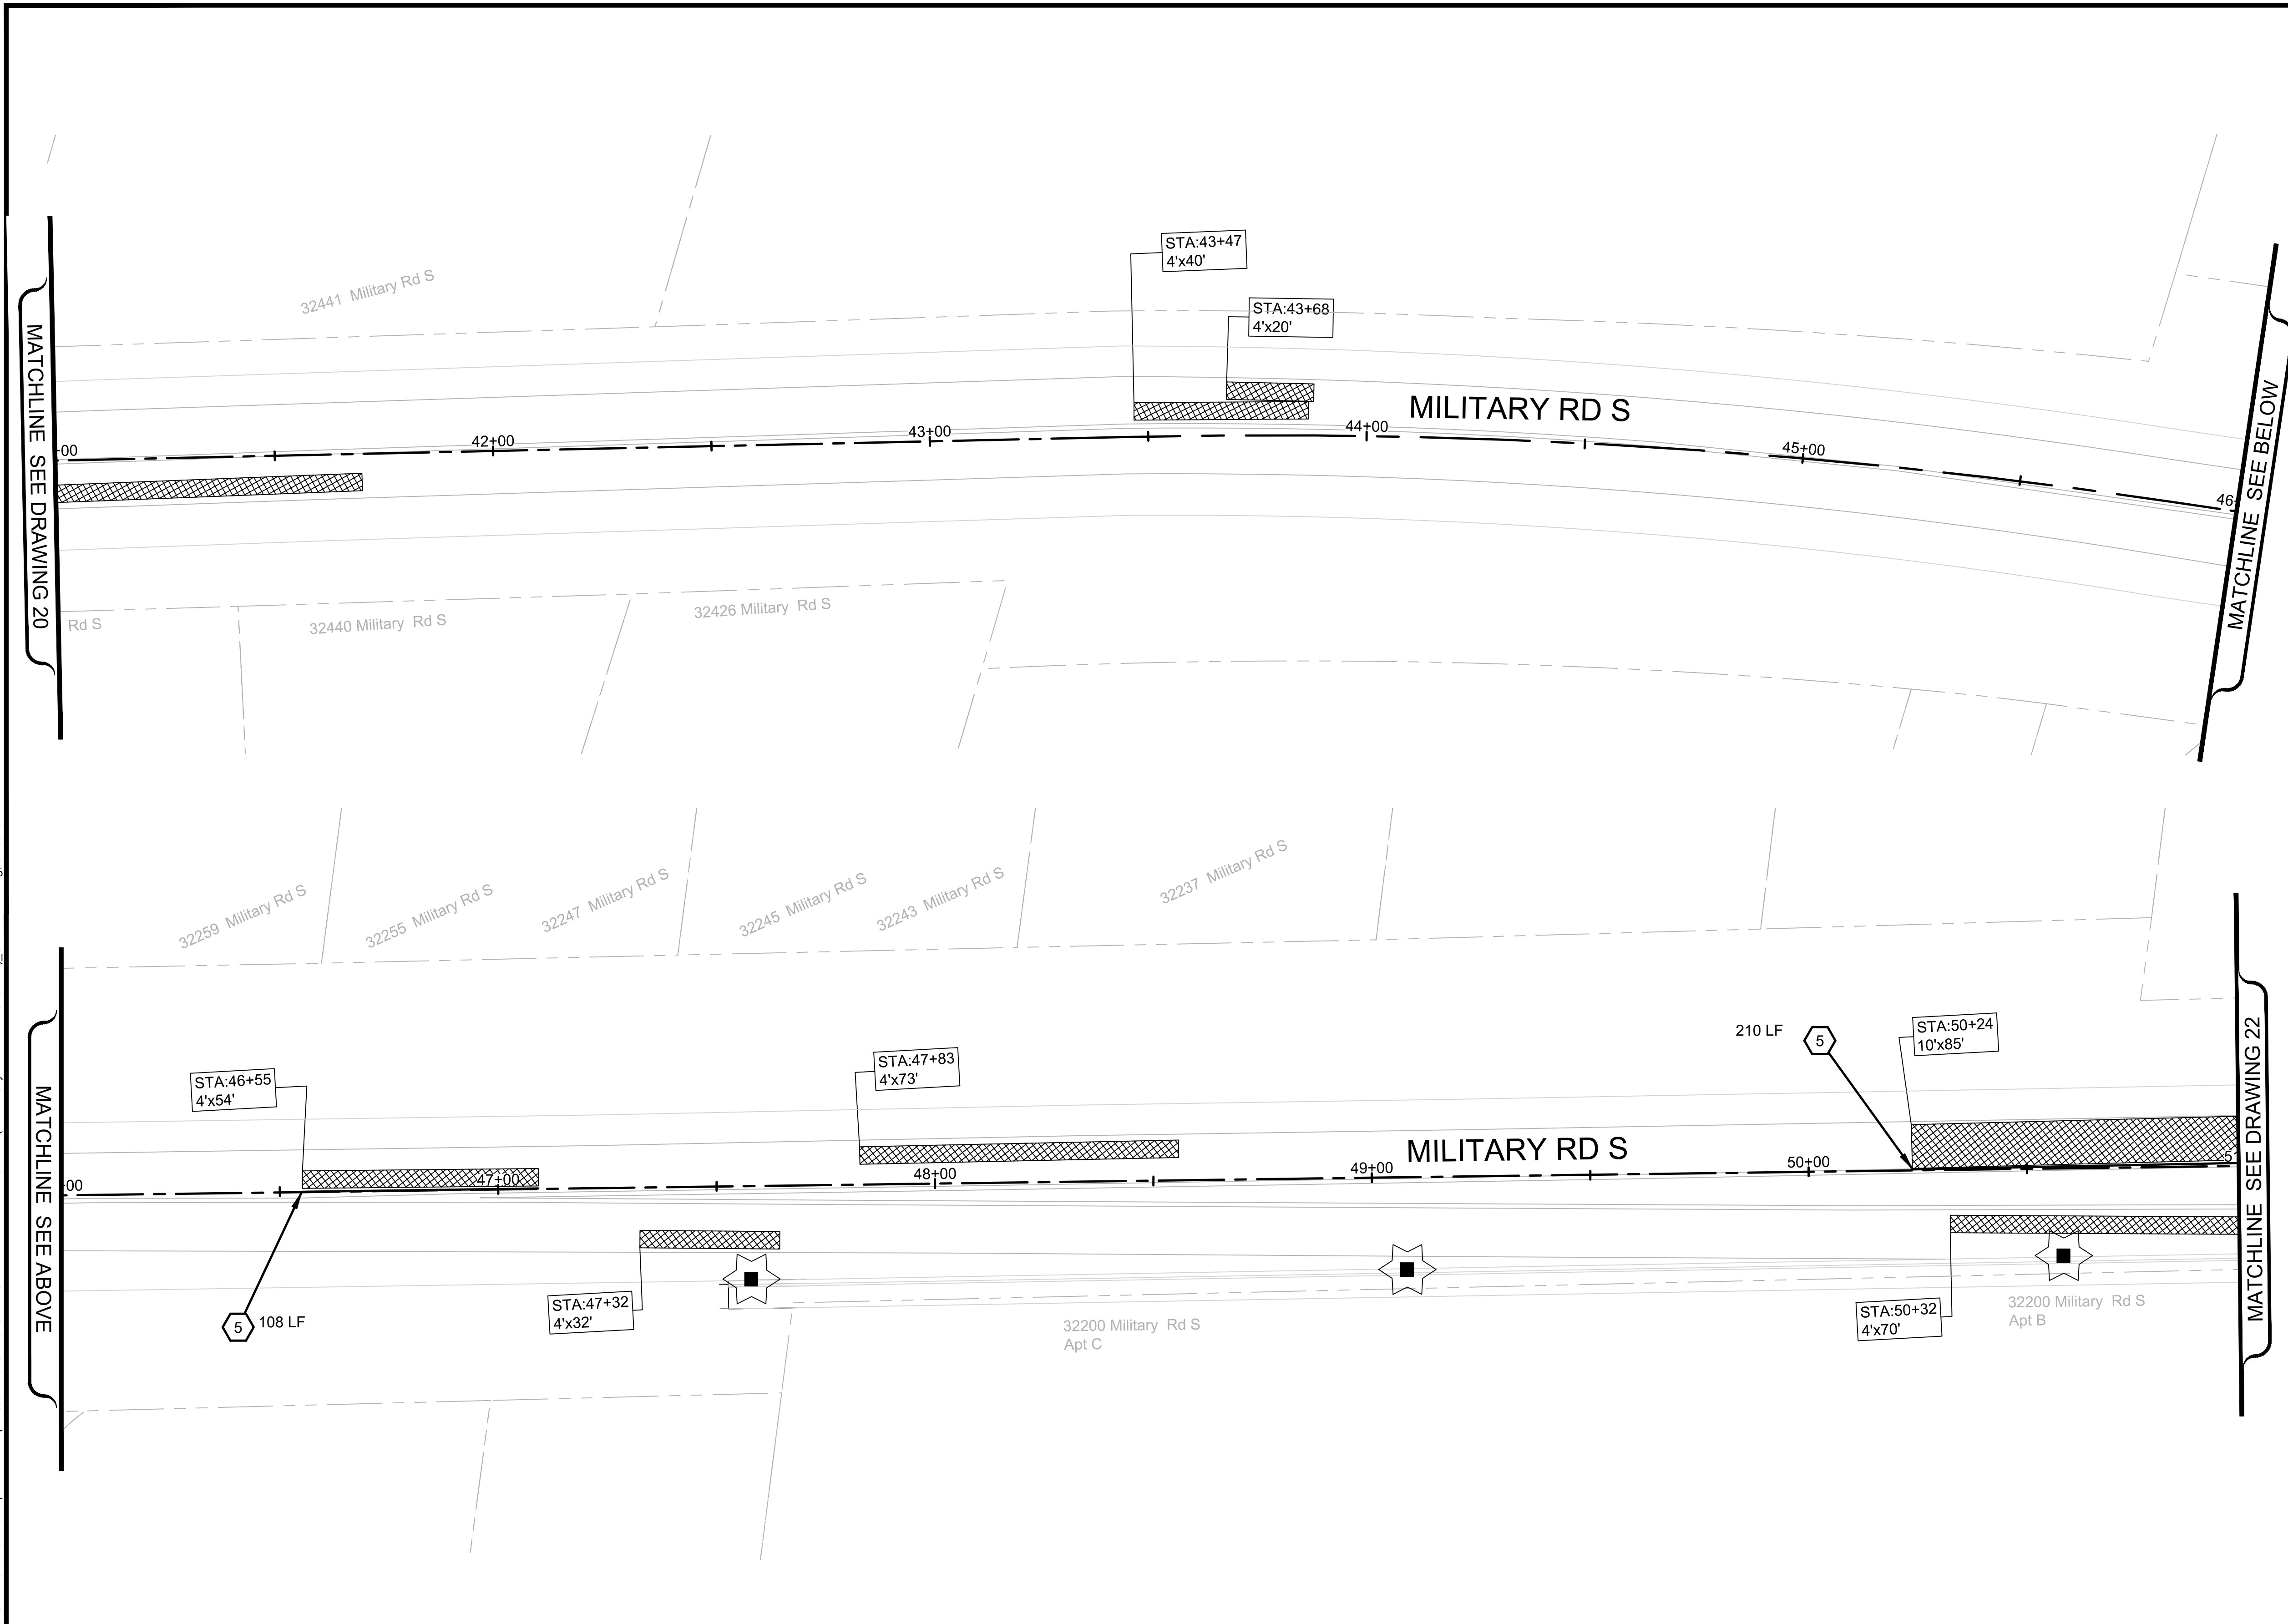 STA:43+47
4'x40'
STA:43+68
4'x20'
32441 Military Rd S
MATCHLINE SEE DRAWING 20
MATCHLINE SEE BELOW
MILITARY RD S
+00
42+00
43+00
44+00
45+00
46+
Rd S
32440 Military Rd S
32426 Military Rd S
32259 Military Rd S
32255 Military Rd S
32247 Military Rd S
32245 Military Rd S
32243 Military Rd S
32237 Military Rd S
MATCHLINE SEE ABOVE
MATCHLINE SEE DRAWING 22
STA:46+55
4'x54'
STA:47+83
4'x73'
210 LF
5
STA:50+24
10'x85'
MILITARY RD S
+00
47+00
48+00
49+00
50+00
5
5
108 LF
STA:47+32
4'x32'
32200 Military Rd S
Apt C
STA:50+32
4'x70'
32200 Military Rd S
Apt B